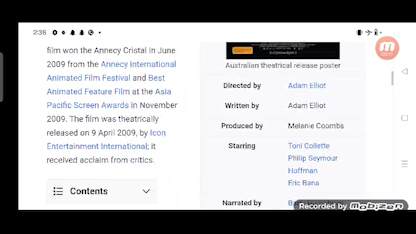 2:36
film won the Annecy Cristal in June
2009 from the Annecy International
Animated Film Festival and Best
Animated Feature Film at the Asia
Pacific Screen Awards in November
2009. The film was theatrically
released on 9 April 2009, by Icon
Entertainment International; it
received acclaim from critics.
Contents
Australian theatrical release poster
Directed by Adam Elliot
Written by Adam Elliot
Produced by Melanie Coombs
Starring Toni Collette
Philip Seymour
Hoffman
Eric Bana
Narrated by
Recorded by mobizen